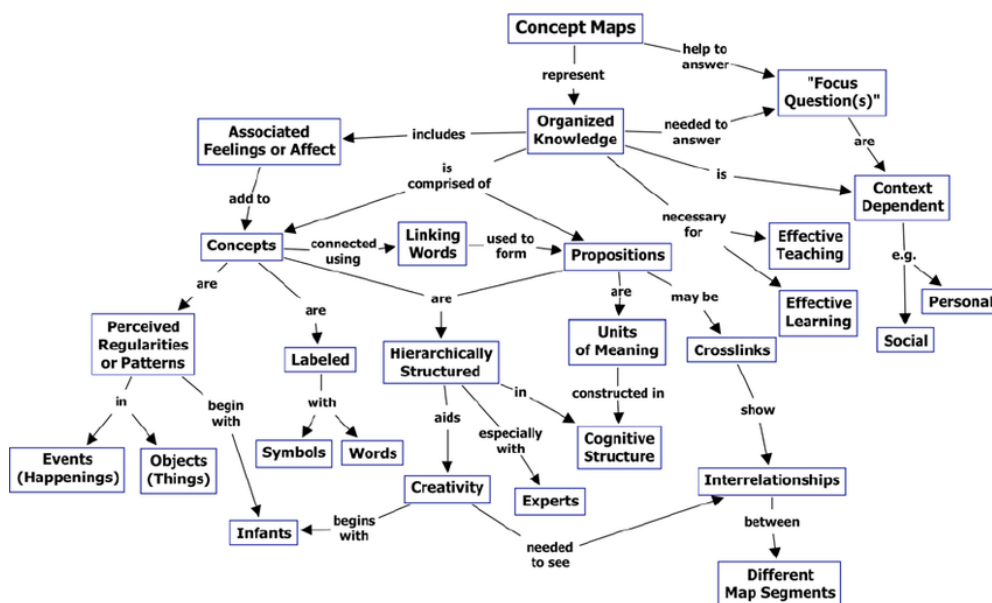 Concept Maps
help to
answer
represent
"Focus
Question(s)"
Organized
Knowledge
Associated
Feelings or Affect
includes
needed to
answer
are
is
comprised of
is
Context
Dependent
add to
necessary
for
Concepts
connected
using
Linking
Words
used to
form
Propositions
Effective
Teaching
e.g.
are
are
are
are
may be
Effective
Learning
Personal
Perceived
Regularities
or Patterns
Labeled
Hierarchically
Structured
Units
of Meaning
Crosslinks
Social
in
begin
with
with
aids
in
especially
with
constructed in
show
Events
(Happenings)
Objects
(Things)
Symbols
Words
Cognitive
Structure
Creativity
Experts
Interrelationships
Infants
begins
with
needed
to see
between
Different
Map Segments